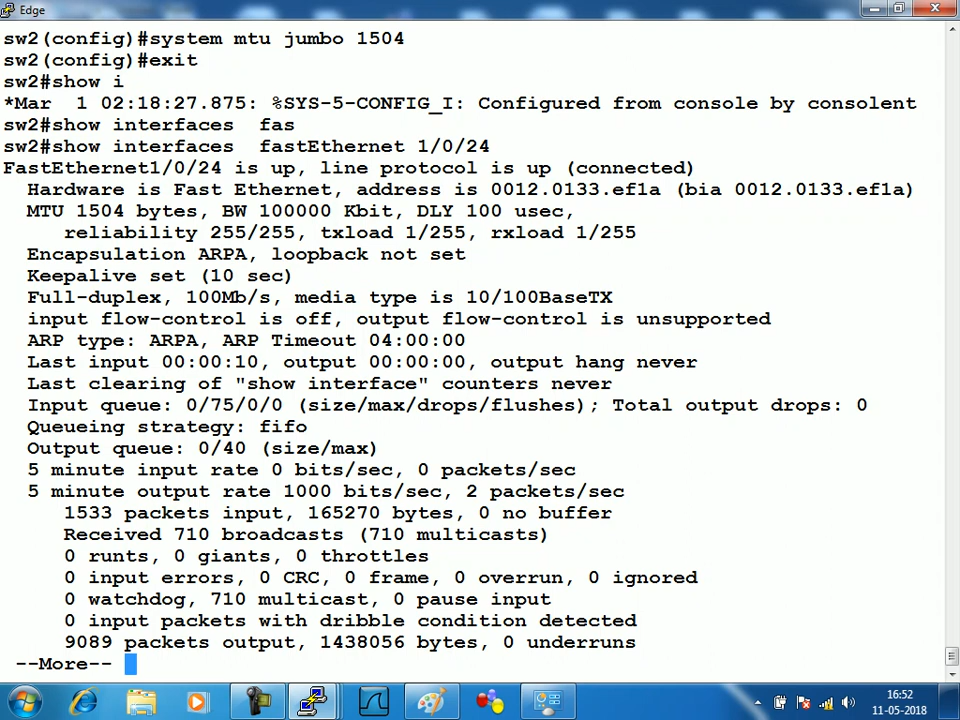 Edge
sw2(config)#system mtu jumbo 1504
sw2(config)#exit
sw2#show i
*Mar  1 02:18:27.875: %SYS-5-CONFIG_I: Configured from console by consolent
sw2#show interfaces  fas
sw2#show interfaces  fastEthernet 1/0/24
FastEthernet1/0/24 is up, line protocol is up (connected)
  Hardware is Fast Ethernet, address is 0012.0133.ef1a (bia 0012.0133.ef1a)
  MTU 1504 bytes, BW 100000 Kbit, DLY 100 usec,
     reliability 255/255, txload 1/255, rxload 1/255
  Encapsulation ARPA, loopback not set
  Keepalive set (10 sec)
  Full-duplex, 100Mb/s, media type is 10/100BaseTX
  input flow-control is off, output flow-control is unsupported
  ARP type: ARPA, ARP Timeout 04:00:00
  Last input 00:00:10, output 00:00:00, output hang never
  Last clearing of "show interface" counters never
  Input queue: 0/75/0/0 (size/max/drops/flushes); Total output drops: 0
  Queueing strategy: fifo
  Output queue: 0/40 (size/max)
  5 minute input rate 0 bits/sec, 0 packets/sec
  5 minute output rate 1000 bits/sec, 2 packets/sec
     1533 packets input, 165270 bytes, 0 no buffer
     Received 710 broadcasts (710 multicasts)
     0 runts, 0 giants, 0 throttles
     0 input errors, 0 CRC, 0 frame, 0 overrun, 0 ignored
     0 watchdog, 710 multicast, 0 pause input
     0 input packets with dribble condition detected
     9089 packets output, 1438056 bytes, 0 underruns
 --More--
16:52
11-05-2018